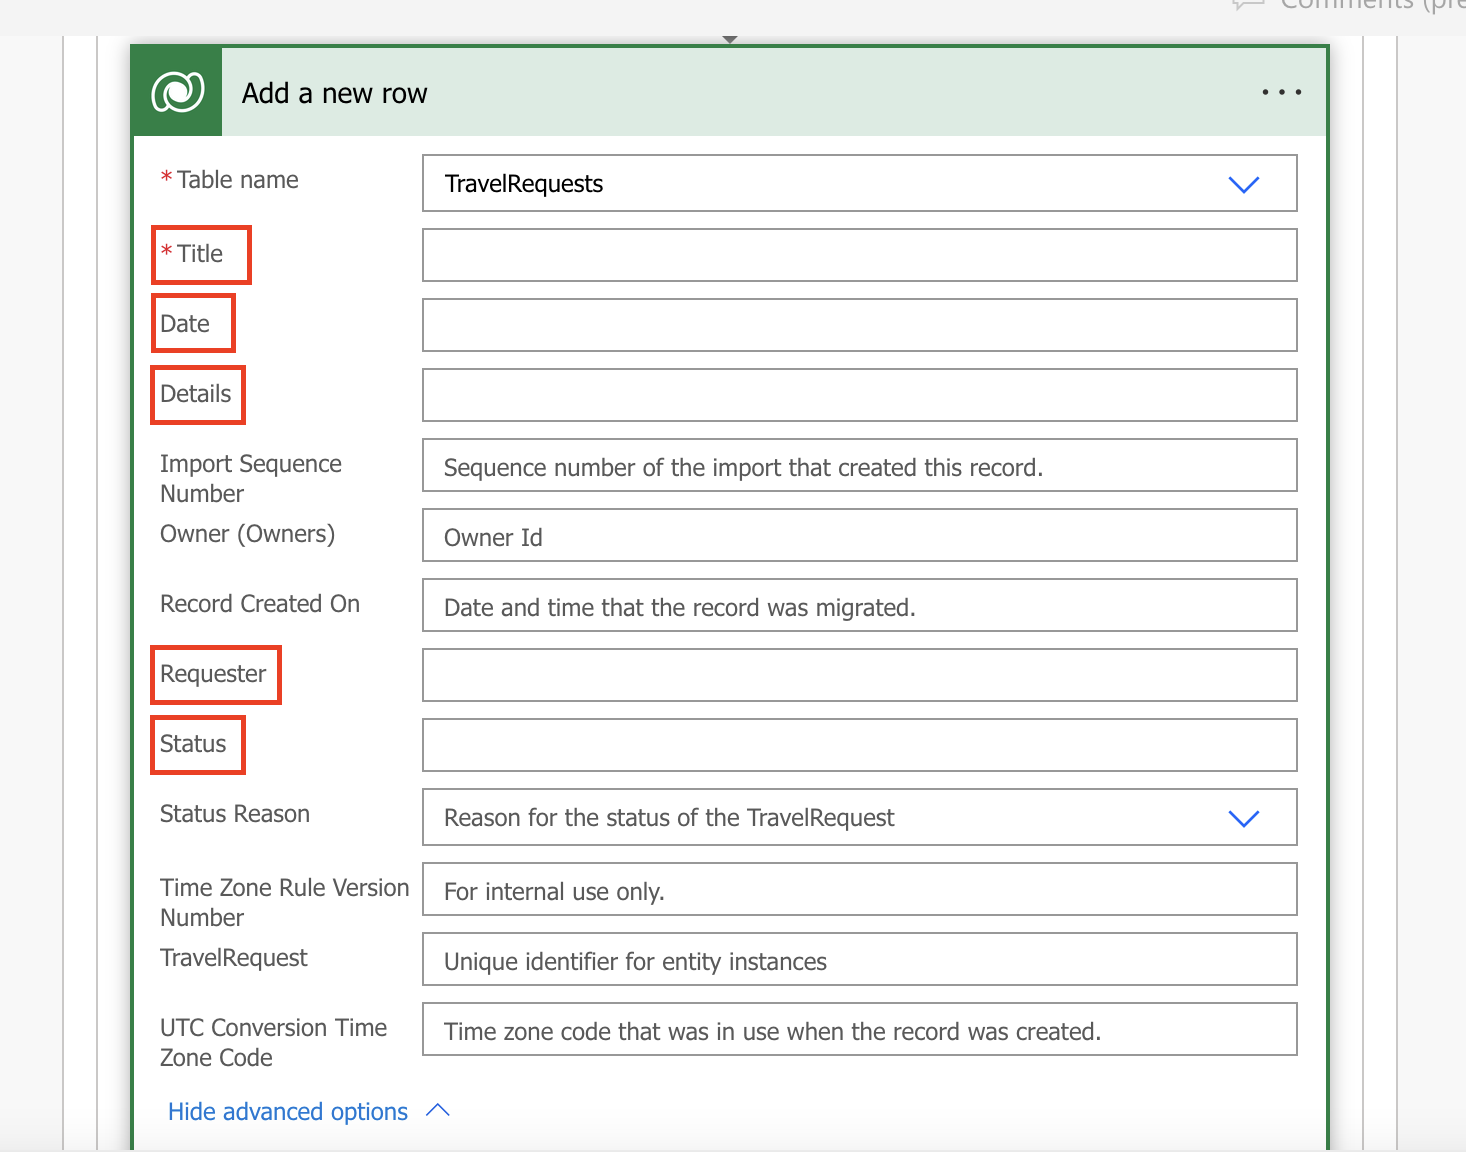 Comments
Add a new row
* Table name
TravelRequests
* Title
Date
Details
Import Sequence
Number
Sequence number of the import that created this record.
Owner (Owners)
Owner Id
Record Created On
Date and time that the record was migrated.
Requester
Status
Status Reason
Reason for the status of the TravelRequest
Time Zone Rule Version
Number
For internal use only.
TravelRequest
Unique identifier for entity instances
UTC Conversion Time
Zone Code
Time zone code that was in use when the record was created.
Hide advanced options